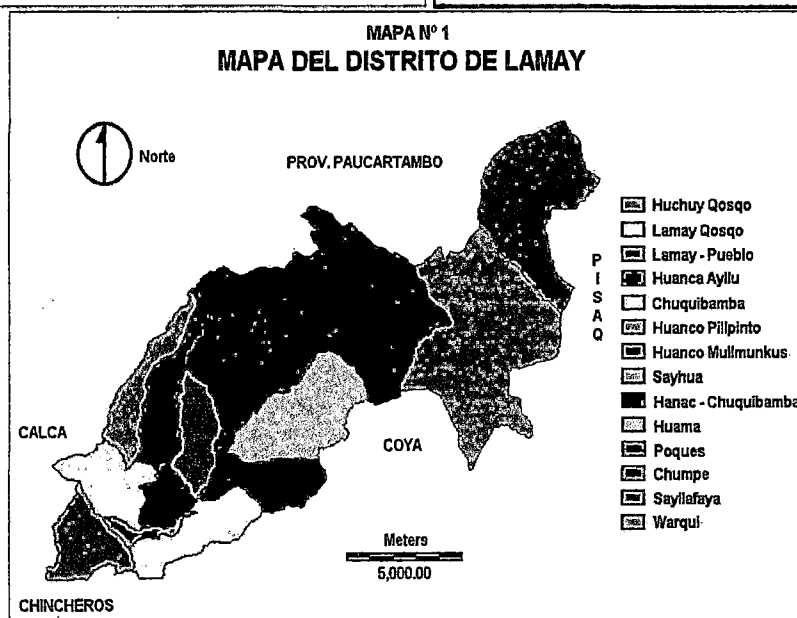 MAPA Nº 1
MAPA DEL DISTRITO DE LAMAY
Norte
PROV. PAUCARTAMBO
PISAQ
CALCA
COYA
CHINCHEROS
Meters
5,000.00
Huchuy Qosqo
Lamay Qosqo
Lamay - Pueblo
Huanca Ayllu
Chuquibamba
Huanco Pillpinto
Huanco Mullmunkus
Sayhua
Hanac - Chuquibamba
Huama
Poques
Chumpe
Sayllafaya
Warqui